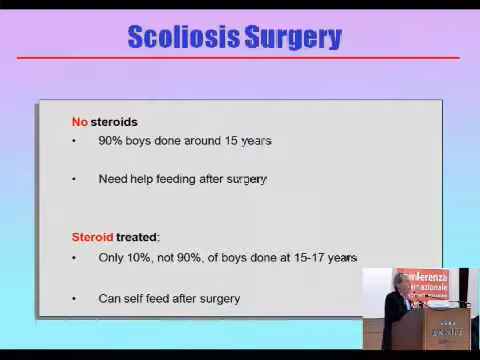 Scoliosis Surgery
No steroids
• 90% boys done around 15 years
• Need help feeding after surgery
Steroid treated:
• Only 10%, not 90%, of boys done at 15-17 years
• Can self feed after surgery